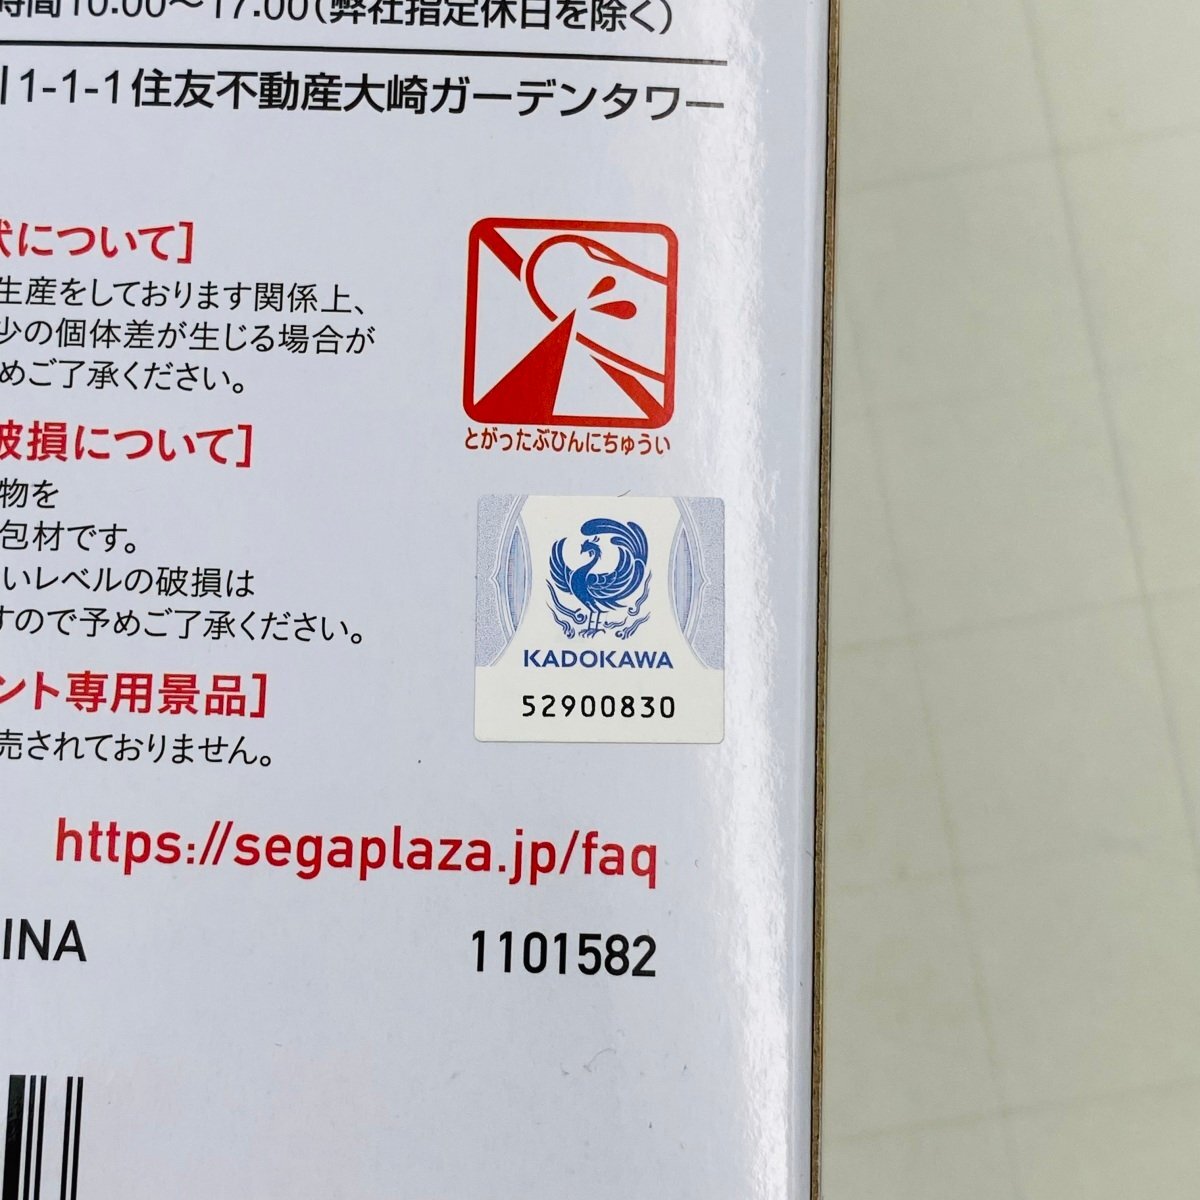 時間10:00〜17:00(弊社指定休日を除く)
1-1-1住友不動産大崎ガーデンタワー
状について]
生産をしております関係上、
少の個体差が生じる場合が
めご了承ください。
とがったぶひんにちゅうい
破損について]
物を
包材です。
いレベルの破損は
すので予めご了承ください。
KADOKAWA
52900830
ント専用景品]
売されておりません。
https://segaplaza.jp/faq
INA
1101582